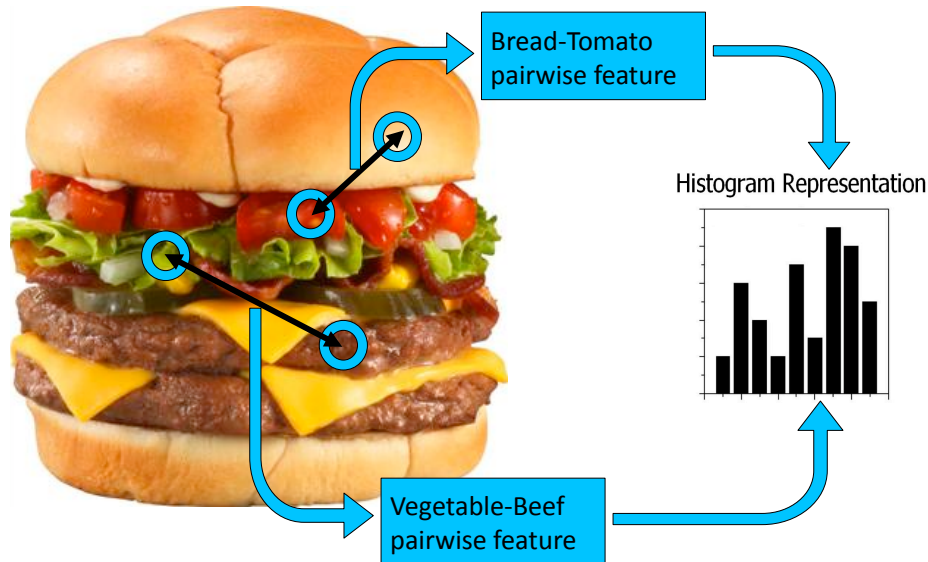 Bread-Tomato
pairwise feature
Histogram Representation
Vegetable-Beef
pairwise feature